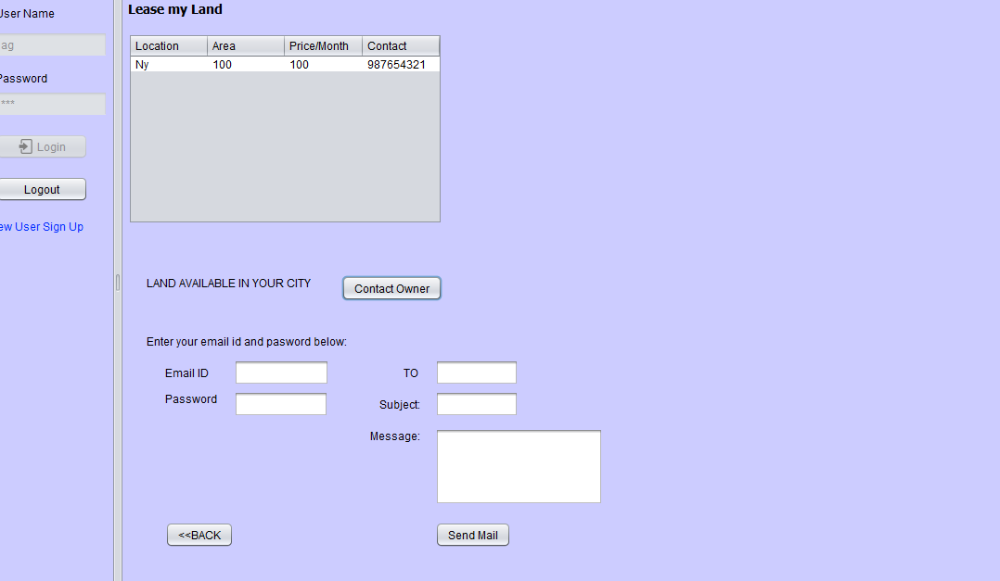 User Name
ag
Password
***
Login
Logout
ew User Sign Up
Lease my Land
Location Area Price/Month Contact
Ny 100 100 987654321
LAND AVAILABLE IN YOUR CITY Contact Owner
Enter your email id and pasword below:
Email ID TO
Password Subject:
Message:
<<BACK Send Mail